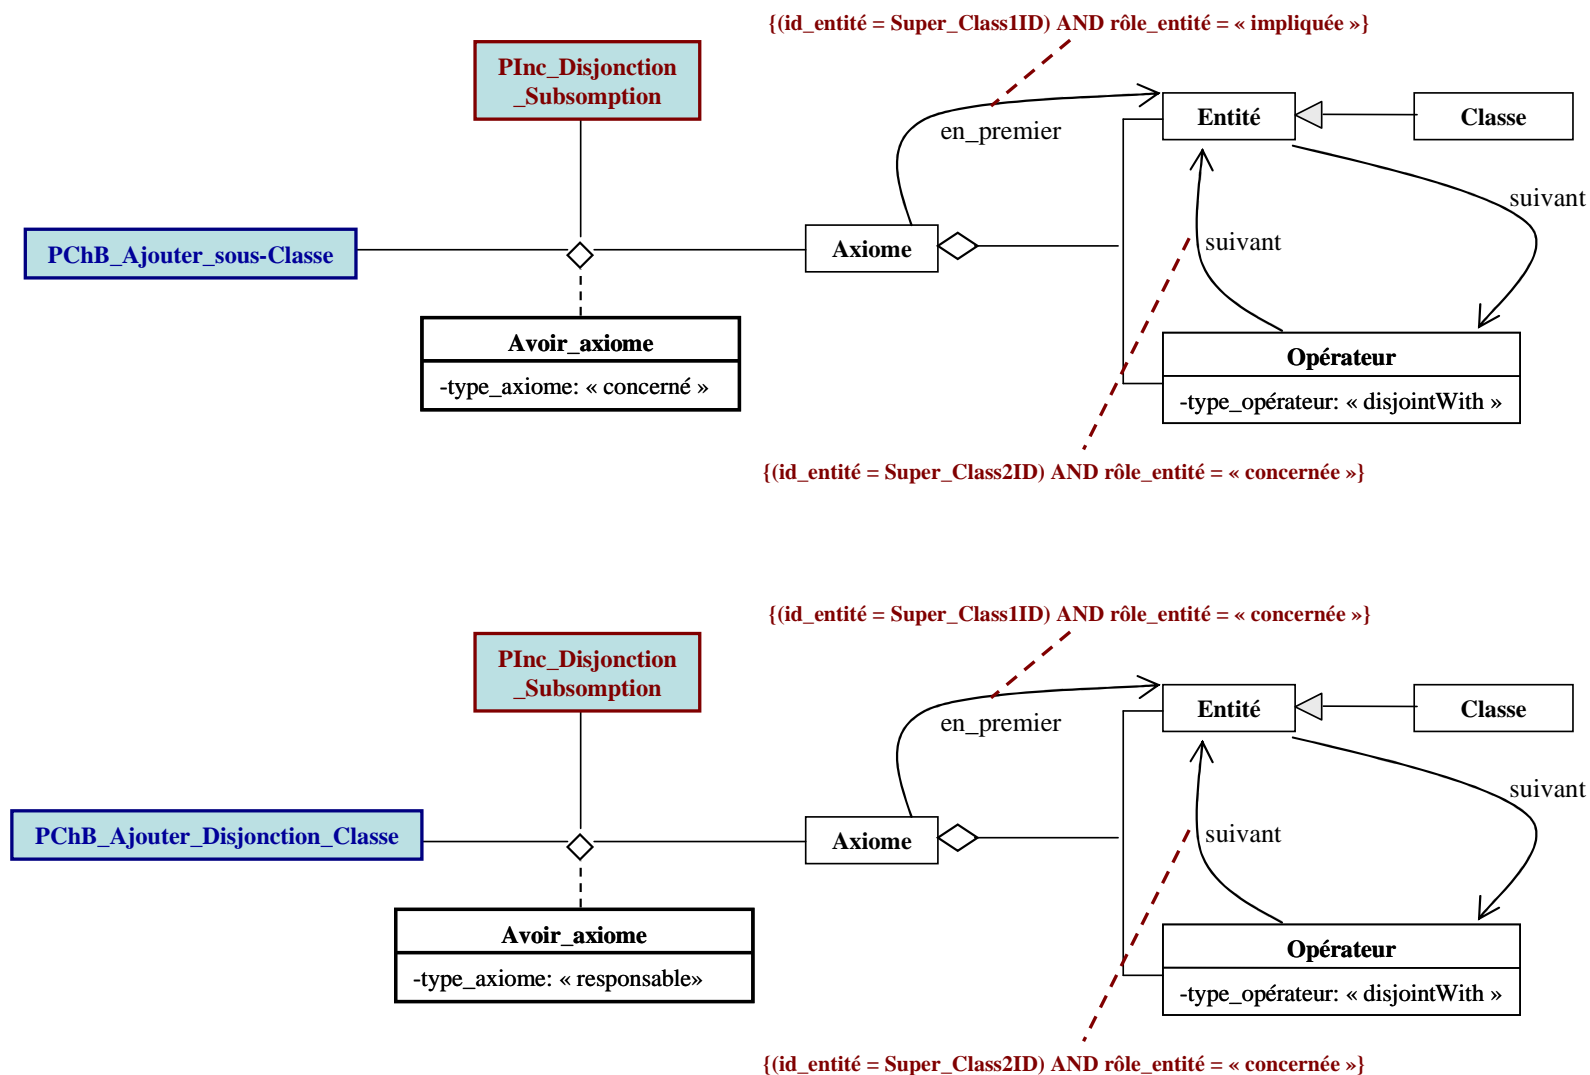 {(id_entité = Super_Class1ID) AND rôle_entité = « impliquée »}
PInc_Disjonction
_Subsomption
en_premier
Entité
Classe
suivant
PChB_Ajouter_sous-Classe
Axiome
suivant
Avoir_axiome
-type_axiome: « concerné »
Opérateur
-type_opérateur: « disjointWith »
{(id_entité = Super_Class2ID) AND rôle_entité = « concernée »}
{(id_entité = Super_Class1ID) AND rôle_entité = « concernée »}
PInc_Disjonction
_Subsomption
en_premier
Entité
Classe
suivant
PChB_Ajouter_Disjonction_Classe
Axiome
suivant
Avoir_axiome
-type_axiome: « responsable»
Opérateur
-type_opérateur: « disjointWith »
{(id_entité = Super_Class2ID) AND rôle_entité = « concernée »}